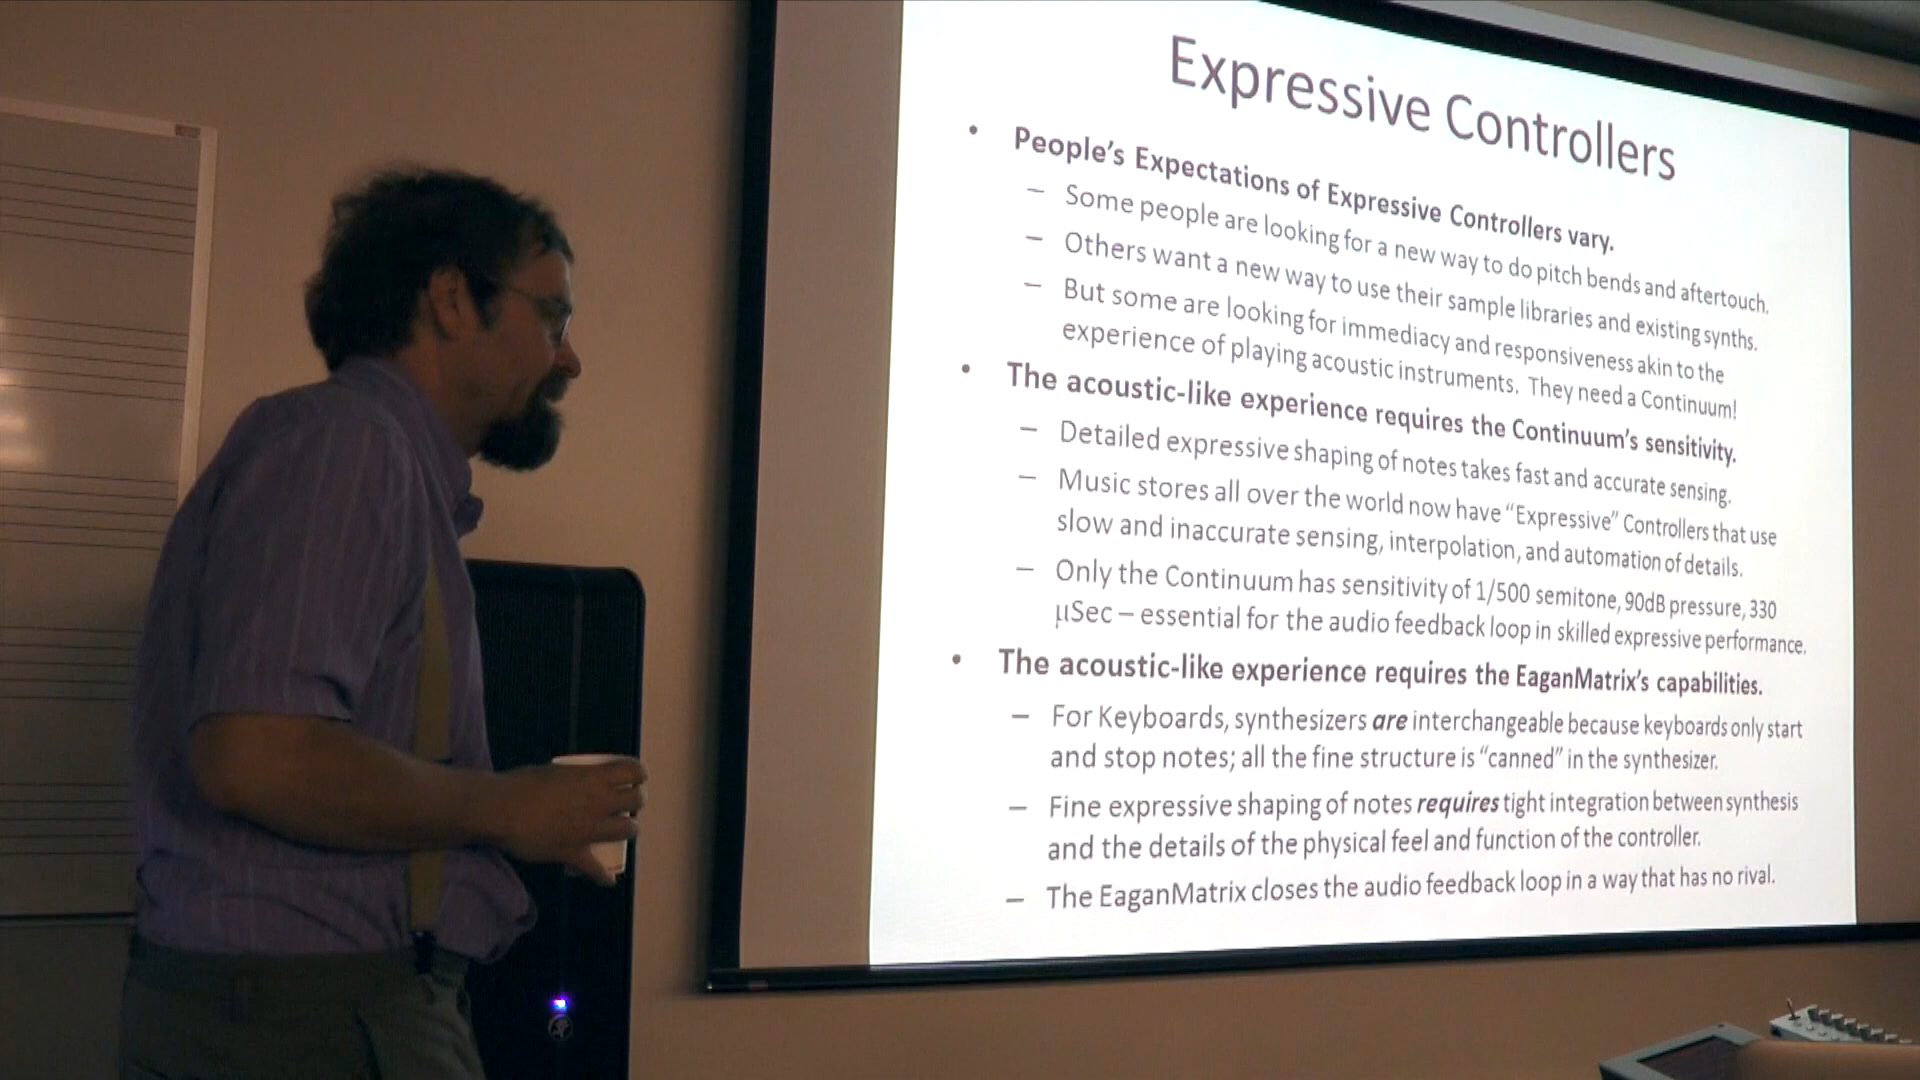 Expressive Controllers
• People's Expectations of Expressive Controllers vary.
– Some people are looking for a new way to do pitch bends and aftertouch.
– Others want a new way to use their sample libraries and existing synths.
– But some are looking for immediacy and responsiveness akin to the
experience of playing acoustic instruments. They need a Continuum!
• The acoustic-like experience requires the Continuum's sensitivity.
– Detailed expressive shaping of notes takes fast and accurate sensing.
– Music stores all over the world now have “Expressive” Controllers that use
slow and inaccurate sensing, interpolation, and automation of details.
– Only the Continuum has sensitivity of 1/500 semitone, 90dB pressure, 330
µSec – essential for the audio feedback loop in skilled expressive performance.
• The acoustic-like experience requires the EaganMatrix's capabilities.
– For Keyboards, synthesizers are interchangeable because keyboards only start
and stop notes; all the fine structure is “canned” in the synthesizer.
– Fine expressive shaping of notes requires tight integration between synthesis
and the details of the physical feel and function of the controller.
– The EaganMatrix closes the audio feedback loop in a way that has no rival.